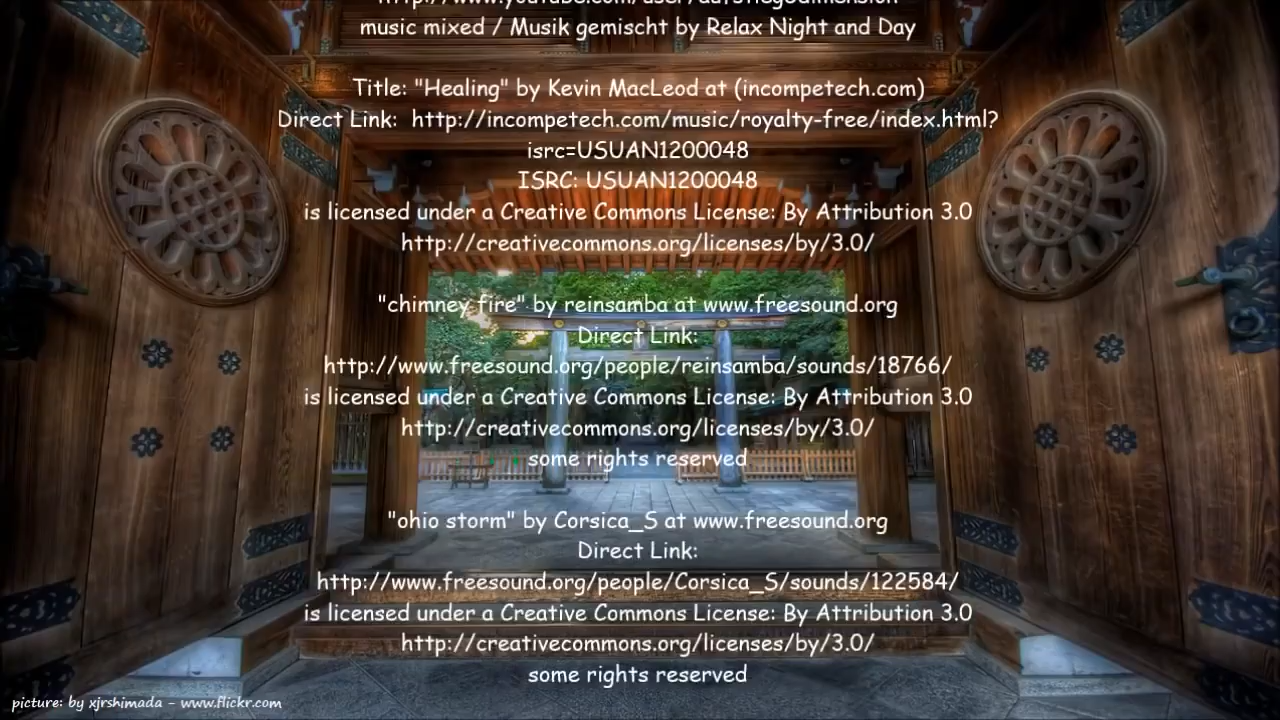 http://www.youtube.com/user/aufstieg5dimension
music mixed / Musik gemischt by Relax Night and Day
Title: "Healing" by Kevin MacLeod at (incompetech.com)
Direct Link: http://incompetech.com/music/royalty-free/index.html?
isrc=USUAN1200048
ISRC: USUAN1200048
is licensed under a Creative Commons License: By Attribution 3.0
http://creativecommons.org/licenses/by/3.0/
"chimney fire" by reinsamba at www.freesound.org
Direct Link:
http://www.freesound.org/people/reinsamba/sounds/18766/
is licensed under a Creative Commons License: By Attribution 3.0
http://creativecommons.org/licenses/by/3.0/
some rights reserved
"ohio storm" by Corsica_S at www.freesound.org
Direct Link:
http://www.freesound.org/people/Corsica_S/sounds/122584/
is licensed under a Creative Commons License: By Attribution 3.0
http://creativecommons.org/licenses/by/3.0/
some rights reserved
picture: by xjrshimada - www.flickr.com